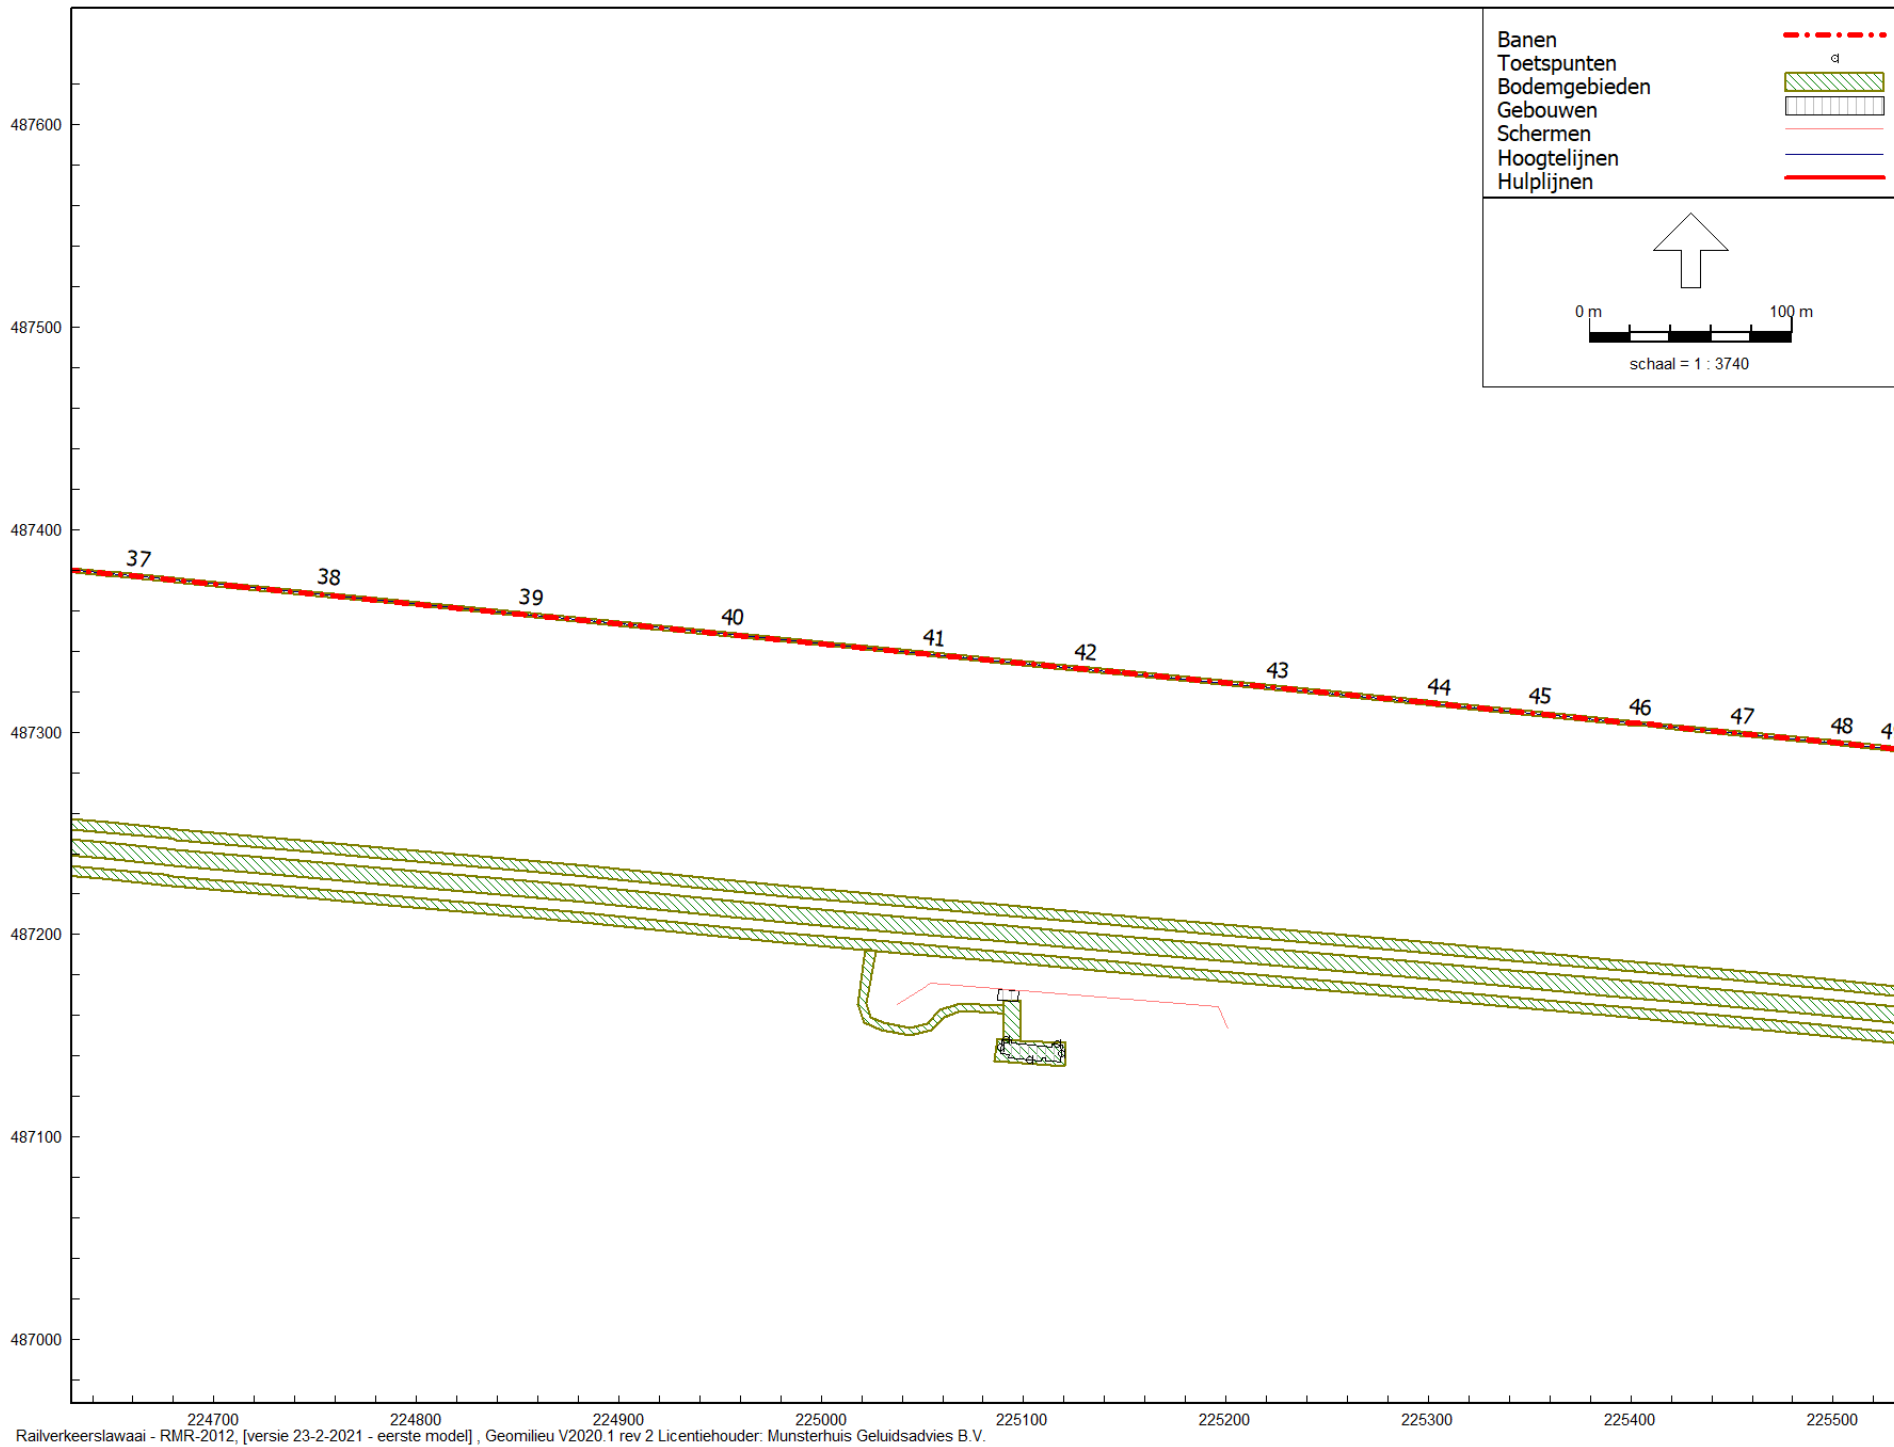 Banen
Toetspunten
Bodemgebieden
Gebouwen
Schermen
Hoogtelijnen
Hulplijnen
0 m 100 m
schaal = 1 : 3740
487600
487500
487400
487300
487200
487100
487000
37 38 39 40 41 42 43 44 45 46 47 48
224700 224800 224900 225000 225100 225200 225300 225400 225500
Railverkeerslawaai - RMR-2012, [versie 23-2-2021 - eerste model] , Geomilieu V2020.1 rev 2 Licentiehouder: Munsterhuis Geluidsadvies B.V.